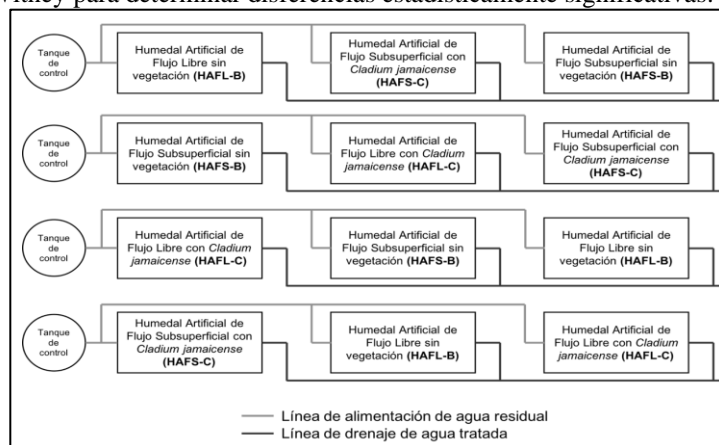 Vithey para determinar disferencias estadísticamente significativas.
Tanque
de
control
Humedal Artificial de
Flujo Libre sin
vegetación (HAFL-B)
Humedal Artificial de
Flujo Subsuperficial con
Cladium jamaicense
(HAFS-C)
Humedal Artificial de
Flujo Subsuperficial sin
vegetación (HAFS-B)
Tanque
de
control
Humedal Artificial de
Flujo Subsuperficial sin
vegetación (HAFS-B)
Humedal Artificial de
Flujo Libre con Cladium
jamaicense (HAFL-C)
Humedal Artificial de
Flujo Subsuperficial con
Cladium jamaicense
(HAFS-C)
Tanque
de
control
Humedal Artificial de
Flujo Libre con Cladium
jamaicense (HAFL-C)
Humedal Artificial de
Flujo Subsuperficial sin
vegetación (HAFS-B)
Humedal Artificial de
Flujo Libre sin
vegetación (HAFL-B)
Tanque
de
control
Humedal Artificial de
Flujo Subsuperficial con
Cladium jamaicense
(HAFS-C)
Humedal Artificial de
Flujo Libre sin
vegetación (HAFL-B)
Humedal Artificial de
Flujo Libre con Cladium
jamaicense (HAFL-C)
Línea de alimentación de agua residual
Línea de drenaje de agua tratada